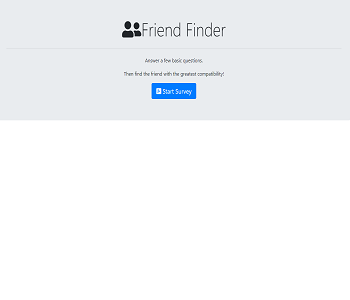 Friend Finder
Answer a few basic questions.
Then find the friend with the greatest compatibility!
Start Survey